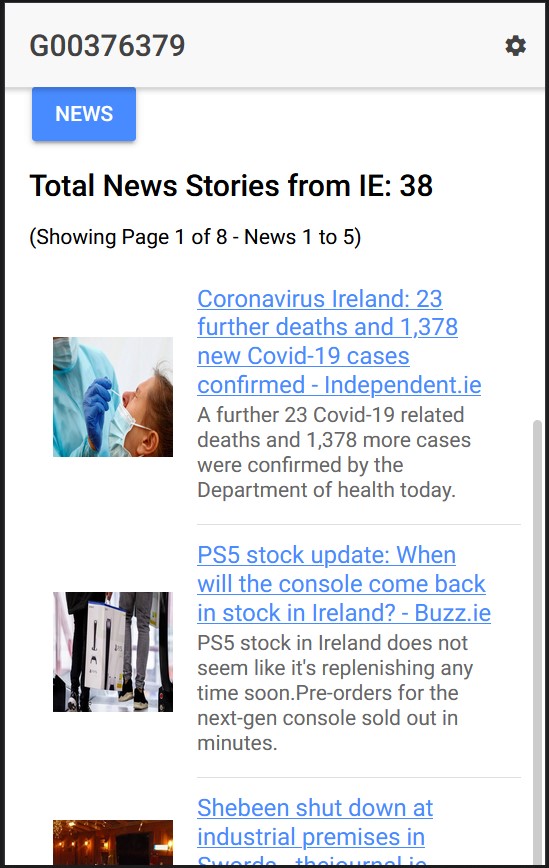 G00376379
NEWS
Total News Stories from IE: 38
(Showing Page 1 of 8 - News 1 to 5)
Coronavirus Ireland: 23
further deaths and 1,378
new Covid-19 cases
confirmed - Independent.ie
A further 23 Covid-19 related
deaths and 1,378 more cases
were confirmed by the
Department of health today.
PS5 stock update: When
will the console come back
in stock in Ireland? - Buzz.ie
PS5 stock in Ireland does not
seem like it's replenishing any
time soon.Pre-orders for the
next-gen console sold out in
minutes.
Shebeen shut down at
industrial premises in
Swords - thejournal.ie